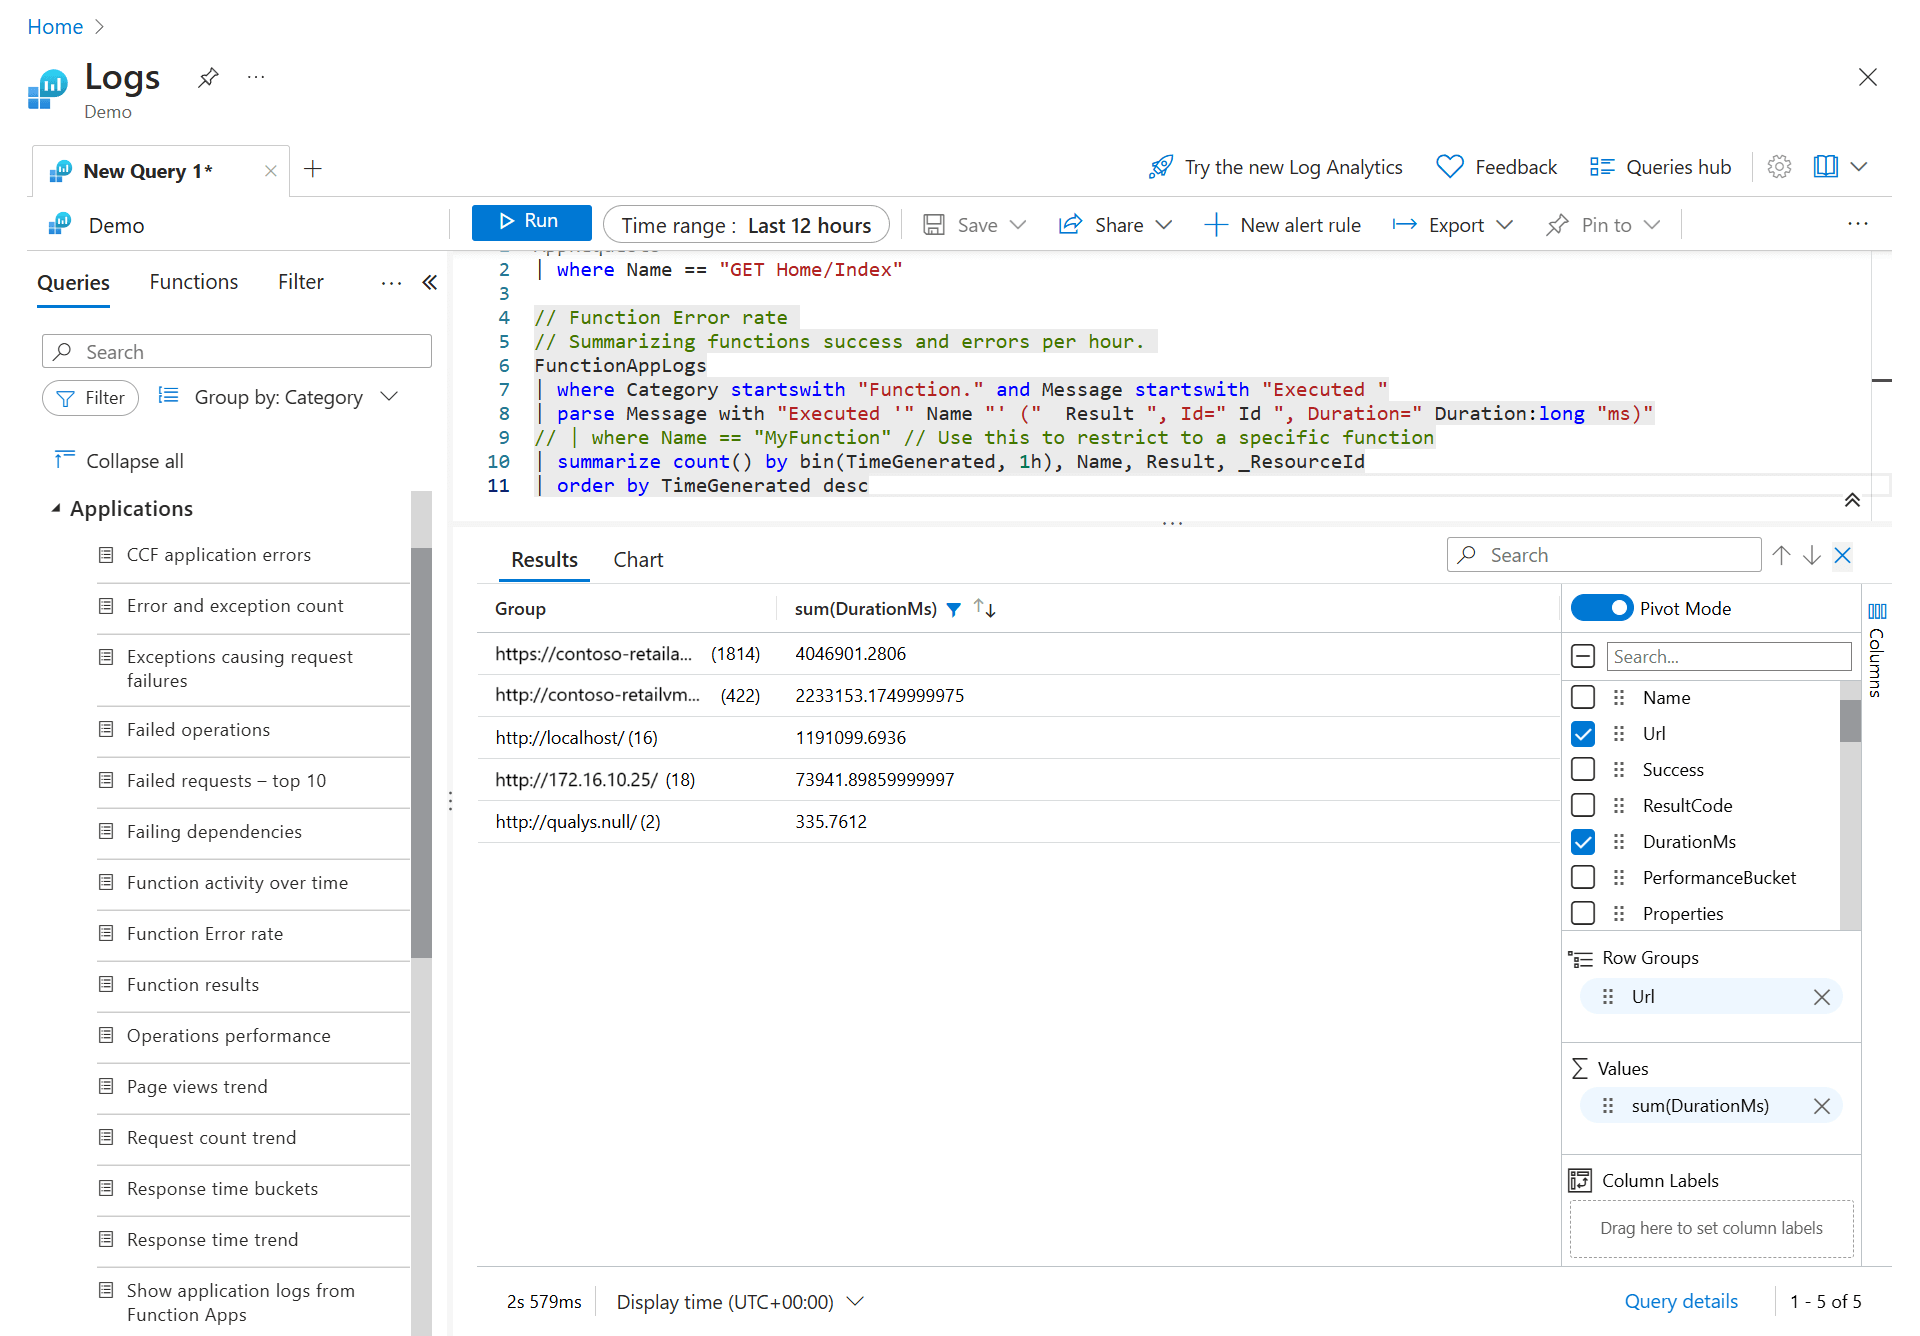 Home
Logs
Demo
New Query 1*
Try the new Log Analytics
Feedback
Queries hub
Demo
Run
Time range : Last 12 hours
Save
Share
New alert rule
Export
Pin to
Queries
Functions
Filter
Search
Filter
Group by: Category
Collapse all
Applications
CCF application errors
Error and exception count
Exceptions causing request
failures
Failed operations
Failed requests – top 10
Failing dependencies
Function activity over time
Function Error rate
Function results
Operations performance
Page views trend
Request count trend
Response time buckets
Response time trend
Show application logs from
Function Apps
2 | where Name == "GET Home/Index"
3
4 // Function Error rate
5 // Summarizing functions success and errors per hour.
6 FunctionAppLogs
7 | where Category startswith "Function." and Message startswith "Executed "
8 | parse Message with "Executed '" Name "' ("  Result ", Id=" Id ", Duration=" Duration:long "ms)"
9 // | where Name == "MyFunction" // Use this to restrict to a specific function
10 | summarize count() by bin(TimeGenerated, 1h), Name, Result, _ResourceId
11 | order by TimeGenerated desc
Results
Chart
Search
Group
sum(DurationMs)
https://contoso-retaila... (1814) 4046901.2806
http://contoso-retailvm... (422) 2233153.1749999975
http://localhost/ (16) 1191099.6936
http://172.16.10.25/ (18) 73941.89859999997
http://qualys.null/ (2) 335.7612
Pivot Mode
Columns
Search...
Name
Url
Success
ResultCode
DurationMs
PerformanceBucket
Properties
Row Groups
Url
Values
sum(DurationMs)
Column Labels
Drag here to set column labels
2s 579ms
Display time (UTC+00:00)
Query details
1 - 5 of 5